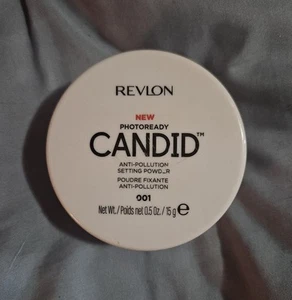 REVLON
NEW
PHOTOREADY
CANDID™
ANTI-POLLUTION
SETTING POWDER
POUDRE FIXANTE
ANTI-POLLUTION
001
Net Wt./ Poids net 0.5 Oz./ 15 g ℮